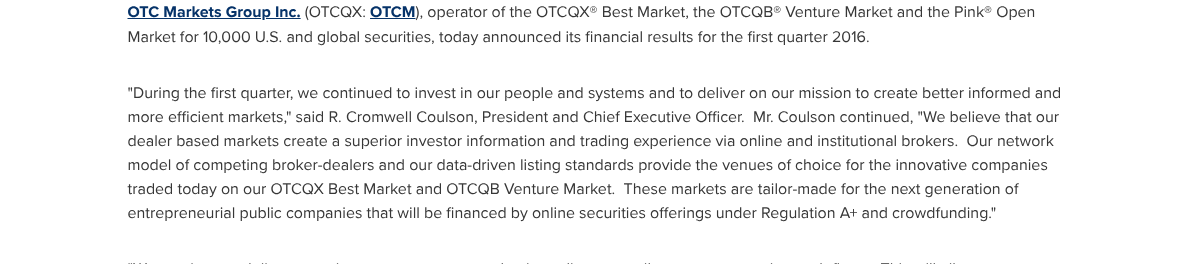 OTC Markets Group Inc. (OTCQX: OTCM), operator of the OTCQX® Best Market, the OTCQB® Venture Market and the Pink® Open
Market for 10,000 U.S. and global securities, today announced its financial results for the first quarter 2016.
"During the first quarter, we continued to invest in our people and systems and to deliver on our mission to create better informed and
more efficient markets," said R. Cromwell Coulson, President and Chief Executive Officer.  Mr. Coulson continued, "We believe that our
dealer based markets create a superior investor information and trading experience via online and institutional brokers.  Our network
model of competing broker-dealers and our data-driven listing standards provide the venues of choice for the innovative companies
traded today on our OTCQX Best Market and OTCQB Venture Market.  These markets are tailor-made for the next generation of
entrepreneurial public companies that will be financed by online securities offerings under Regulation A+ and crowdfunding."